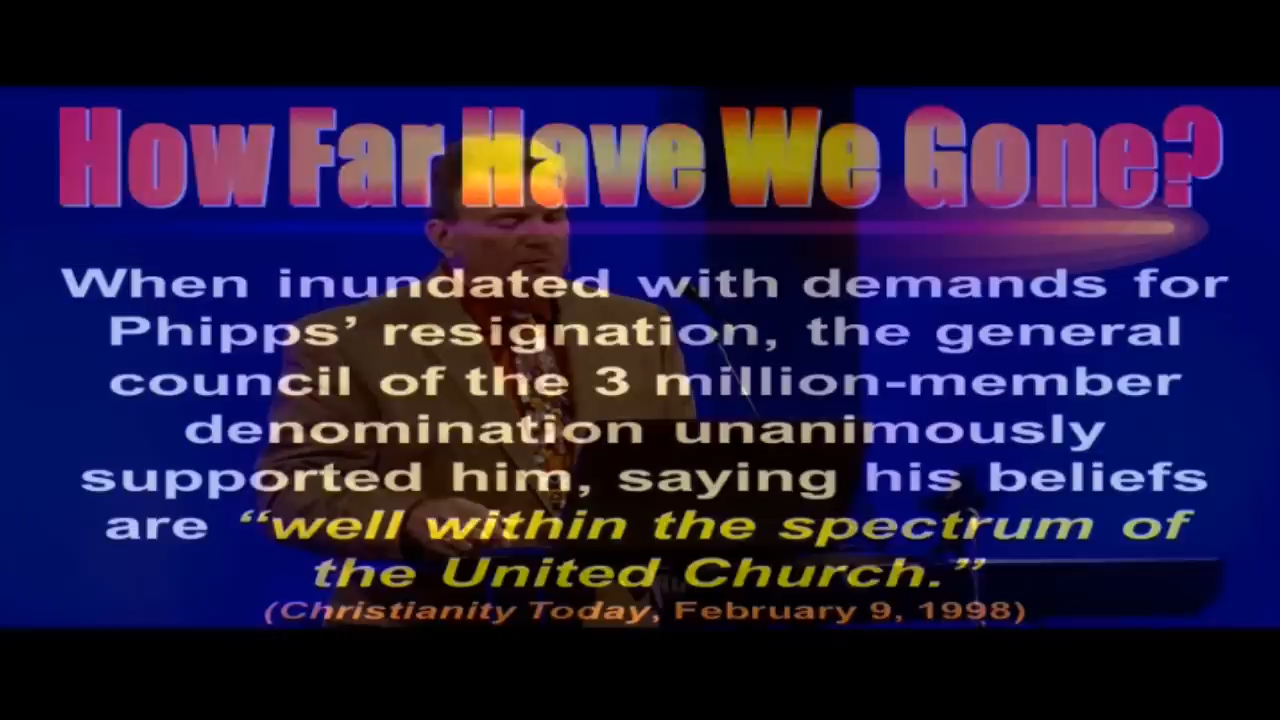 How Far Have We Gone?
When inundated with demands for
Phipps’ resignation, the general
council of the 3 million-member
denomination unanimously
supported him, saying his beliefs
are “well within the spectrum of
the United Church.”
(Christianity Today, February 9, 1998)